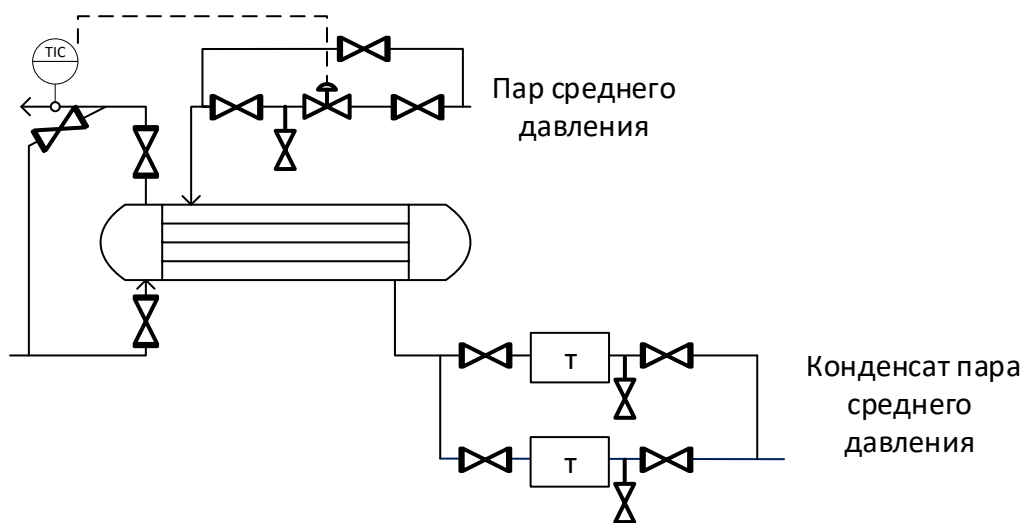 TIC
Пар среднего
давления
T
T
Конденсат пара
среднего
давления